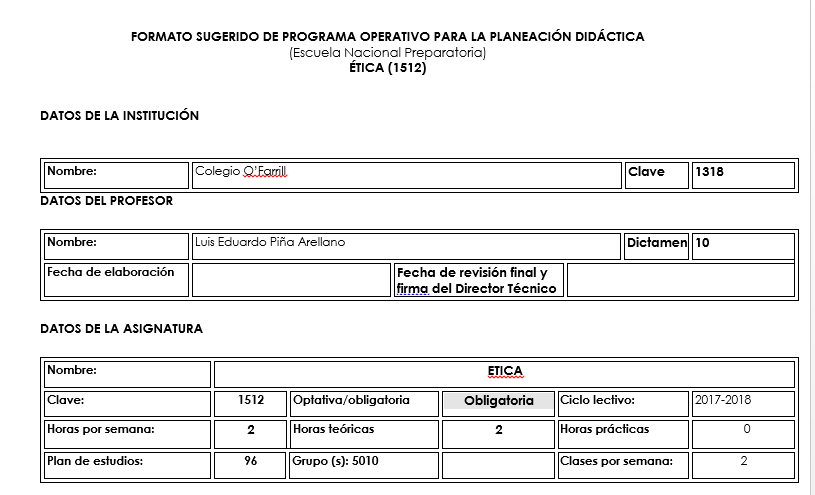 FORMATO SUGERIDO DE PROGRAMA OPERATIVO PARA LA PLANEACIÓN DIDÁCTICA
(Escuela Nacional Preparatoria)
ÉTICA (1512)
DATOS DE LA INSTITUCIÓN
Nombre: Colegio O’Farrill Clave 1318
DATOS DEL PROFESOR
Nombre: Luis Eduardo Piña Arellano Dictamen 10
Fecha de elaboración Fecha de revisión final y
firma del Director Técnico
DATOS DE LA ASIGNATURA
Nombre: ETICA
Clave: 1512 Optativa/obligatoria Obligatoria Ciclo lectivo: 2017-2018
Horas por semana: 2 Horas teóricas 2 Horas prácticas 0
Plan de estudios: 96 Grupo (s): 5010 Clases por semana: 2